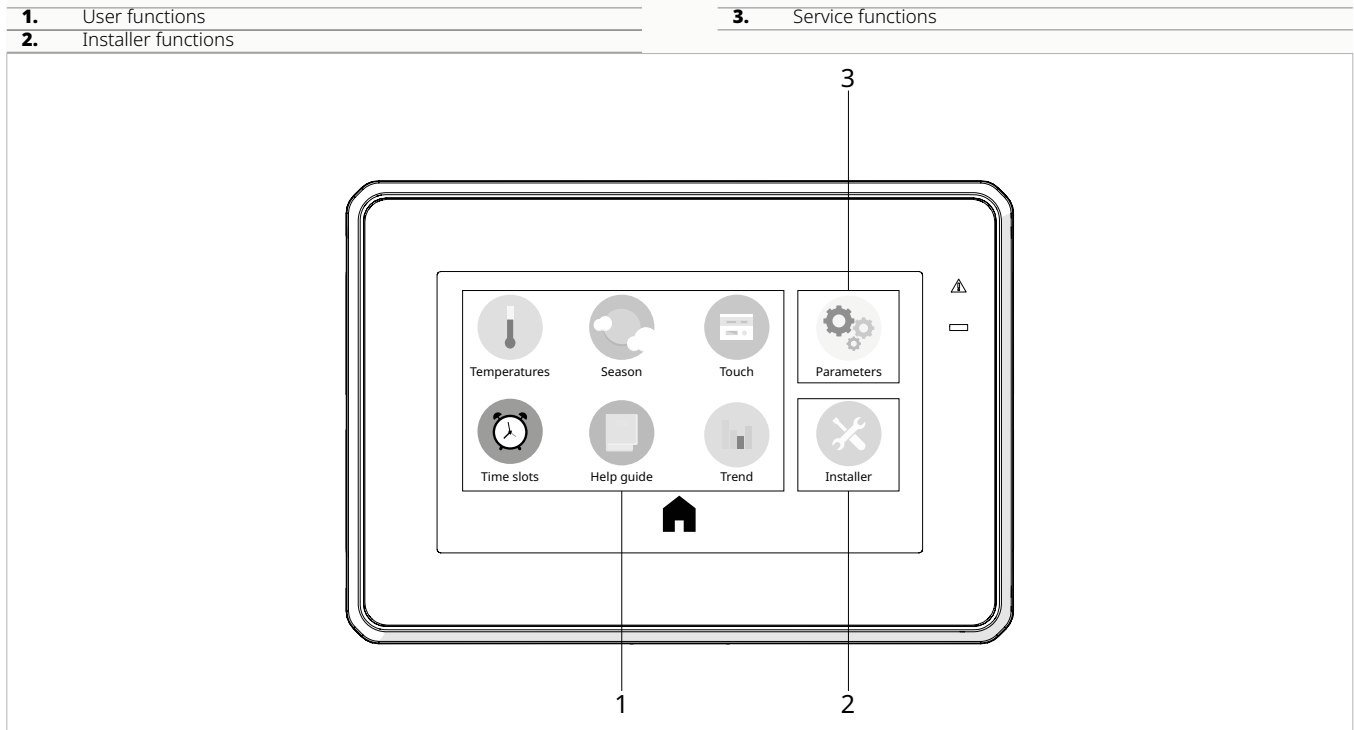 1. User functions
2. Installer functions
3. Service functions
3
Temperatures Season Touch Parameters
Time slots Help guide Trend Installer
1 2